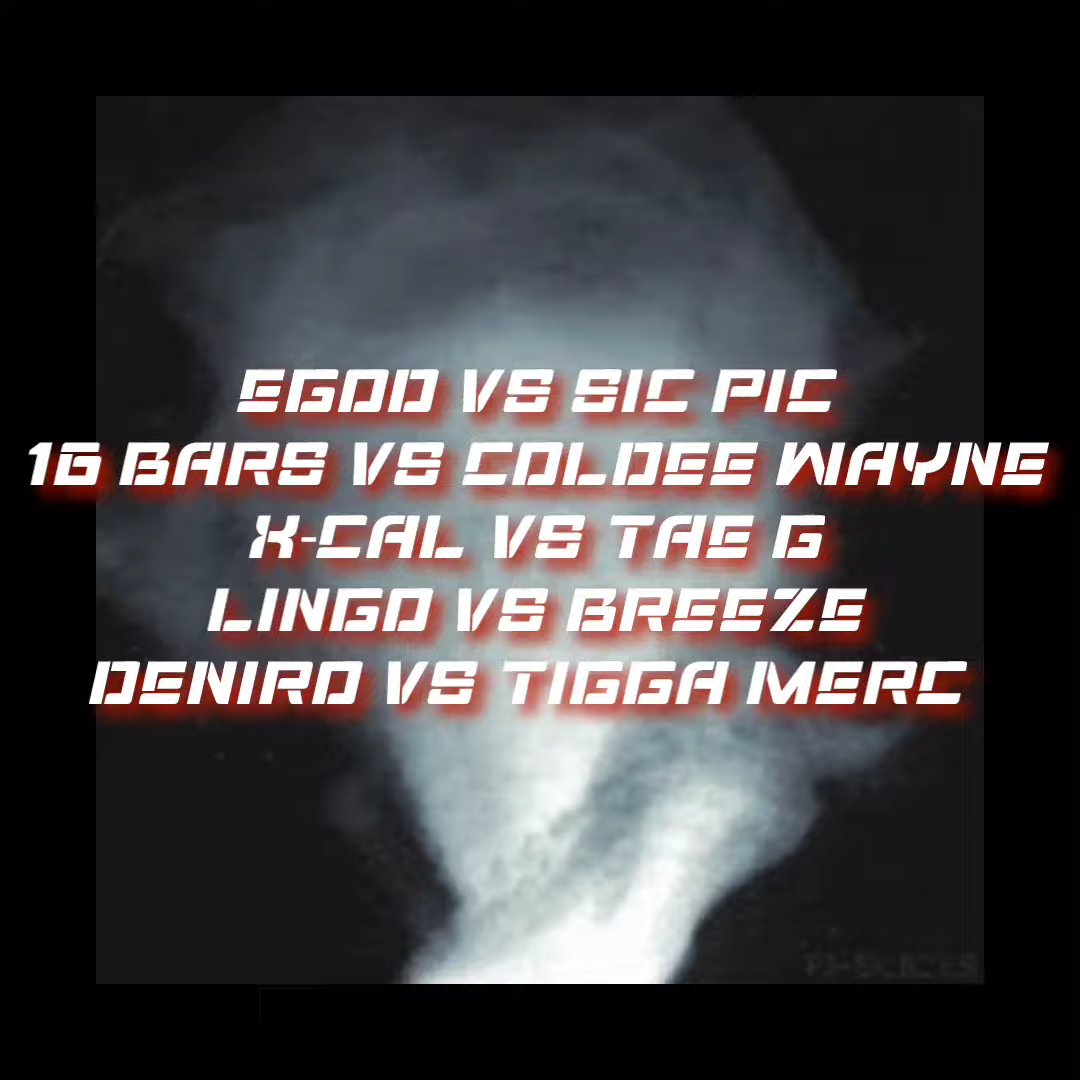 EGOD VS SIC PIC
1G BARS VS COLDEE WAYNE
X-CAL VS TAE G
LINGO VS BREEZE
DENIRO VS TIGGA MERC